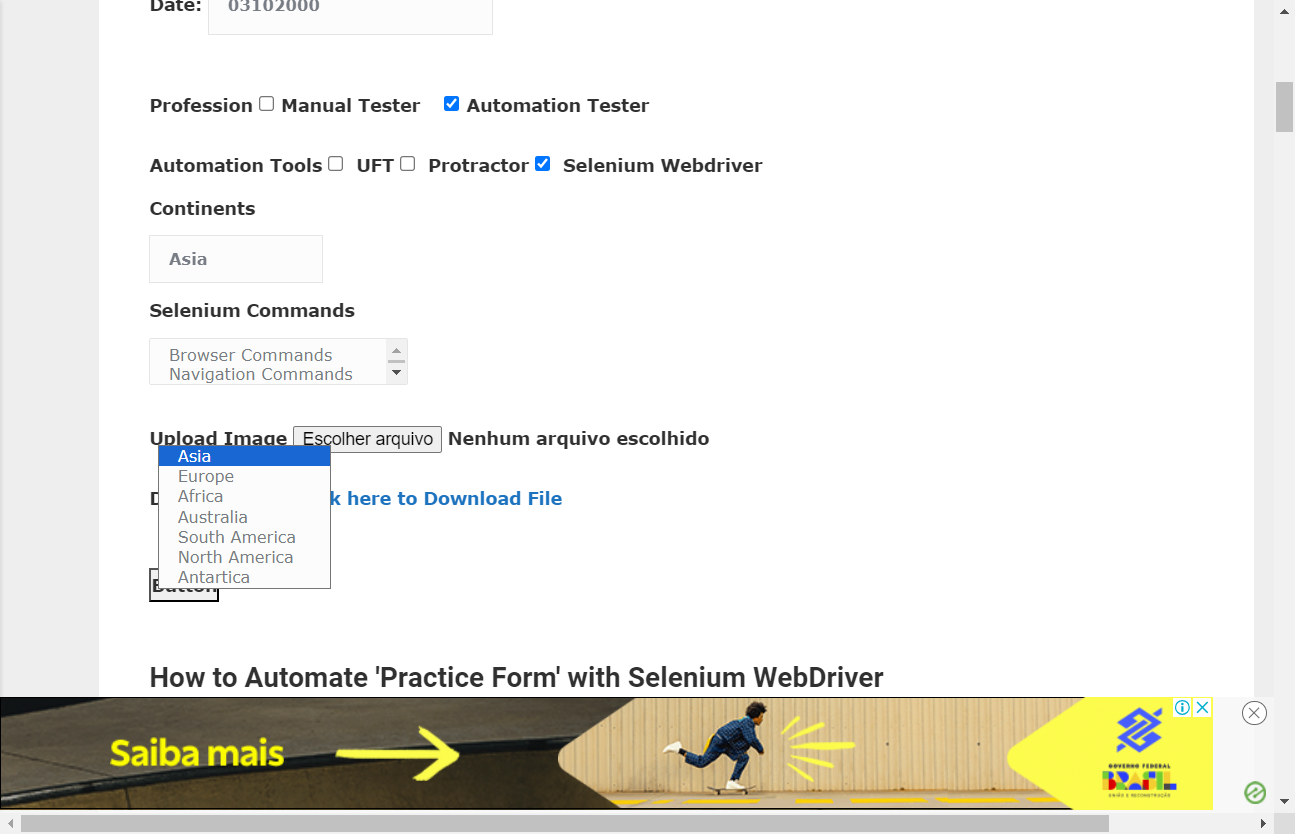 Date: 03102000
Profession Manual Tester Automation Tester
Automation Tools UFT Protractor Selenium Webdriver
Continents
Asia
Selenium Commands
Browser Commands
Navigation Commands
Upload Image Escolher arquivo Nenhum arquivo escolhido
Asia
Europe
Africa
k here to Download File
Australia
South America
North America
Antartica
Button
How to Automate 'Practice Form' with Selenium WebDriver
Saiba mais
GOVERNO FEDERAL
BRASIL
UNIÃO E RECONSTRUÇÃO